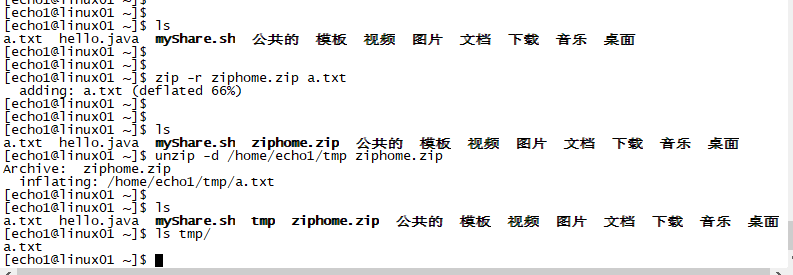 [echo1@linux01 ~]$
[echo1@linux01 ~]$
[echo1@linux01 ~]$ ls
a.txt  hello.java  myShare.sh  公共的  模板  视频  图片  文档  下载  音乐  桌面
[echo1@linux01 ~]$
[echo1@linux01 ~]$
[echo1@linux01 ~]$ zip -r ziphome.zip a.txt
  adding: a.txt (deflated 66%)
[echo1@linux01 ~]$
[echo1@linux01 ~]$
[echo1@linux01 ~]$ ls
a.txt  hello.java  myShare.sh  ziphome.zip  公共的  模板  视频  图片  文档  下载  音乐  桌面
[echo1@linux01 ~]$ unzip -d /home/echo1/tmp ziphome.zip
Archive:  ziphome.zip
  inflating: /home/echo1/tmp/a.txt
[echo1@linux01 ~]$
[echo1@linux01 ~]$ ls
a.txt  hello.java  myShare.sh  tmp  ziphome.zip  公共的  模板  视频  图片  文档  下载  音乐  桌面
[echo1@linux01 ~]$ ls tmp/
a.txt
[echo1@linux01 ~]$